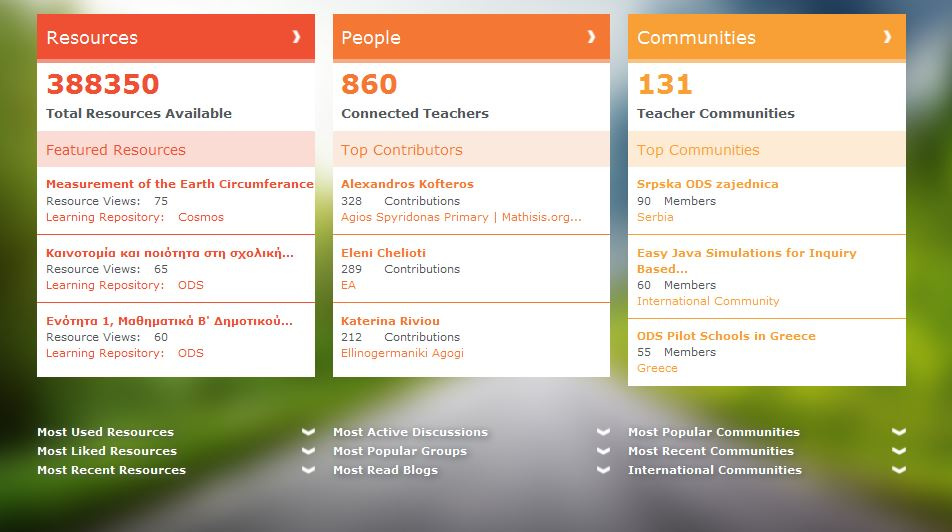 Resources
388350
Total Resources Available
Featured Resources
Measurement of the Earth Circumferance
Resource Views: 75
Learning Repository: Cosmos
Καινοτομία και ποιότητα στη σχολική...
Resource Views: 65
Learning Repository: ODS
Ενότητα 1, Μαθηματικά Β' Δημοτικού...
Resource Views: 60
Learning Repository: ODS
People
860
Connected Teachers
Top Contributors
Alexandros Kofteros
328 Contributions
Agios Spyridonas Primary | Mathisis.org...
Eleni Chelioti
289 Contributions
EA
Katerina Riviou
212 Contributions
Ellinogermaniki Agogi
Communities
131
Teacher Communities
Top Communities
Srpska ODS zajednica
90 Members
Serbia
Easy Java Simulations for Inquiry
Based...
60 Members
International Community
ODS Pilot Schools in Greece
55 Members
Greece
Most Used Resources
Most Liked Resources
Most Recent Resources
Most Active Discussions
Most Popular Groups
Most Read Blogs
Most Popular Communities
Most Recent Communities
International Communities